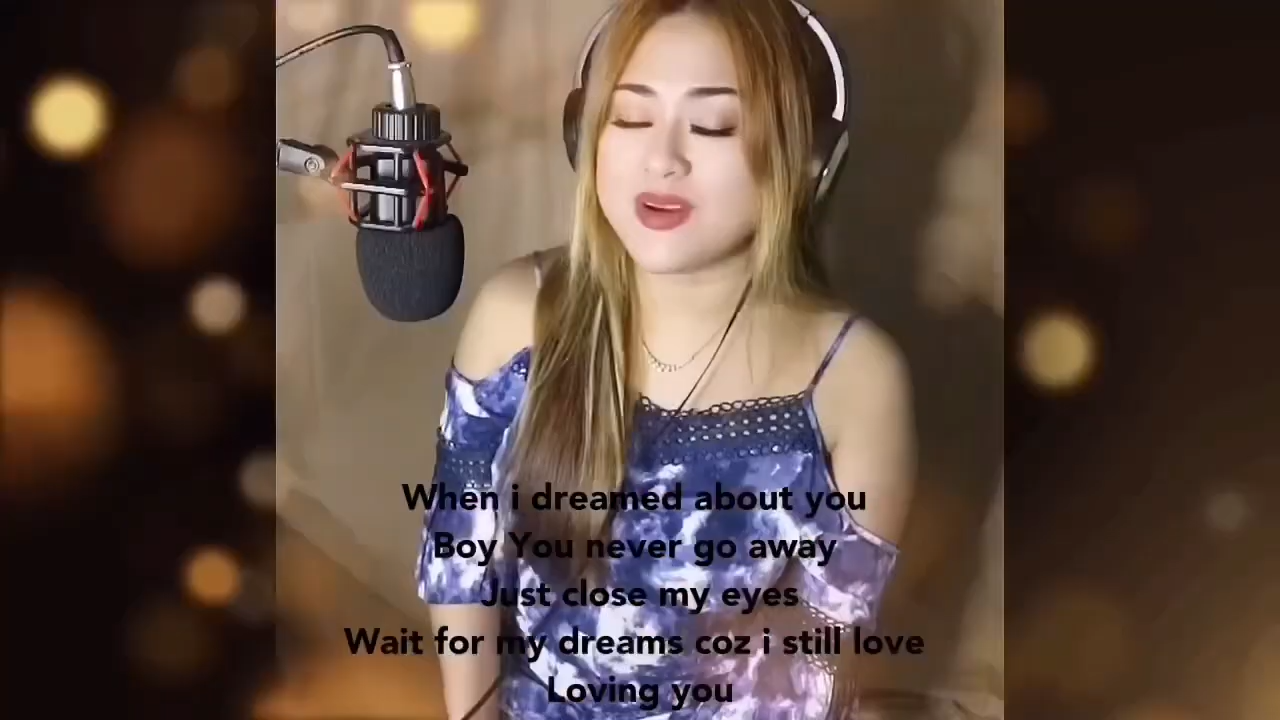 When i dreamed about you
Boy You never go away
Just close my eyes
Wait for my dreams coz i still love
Loving you